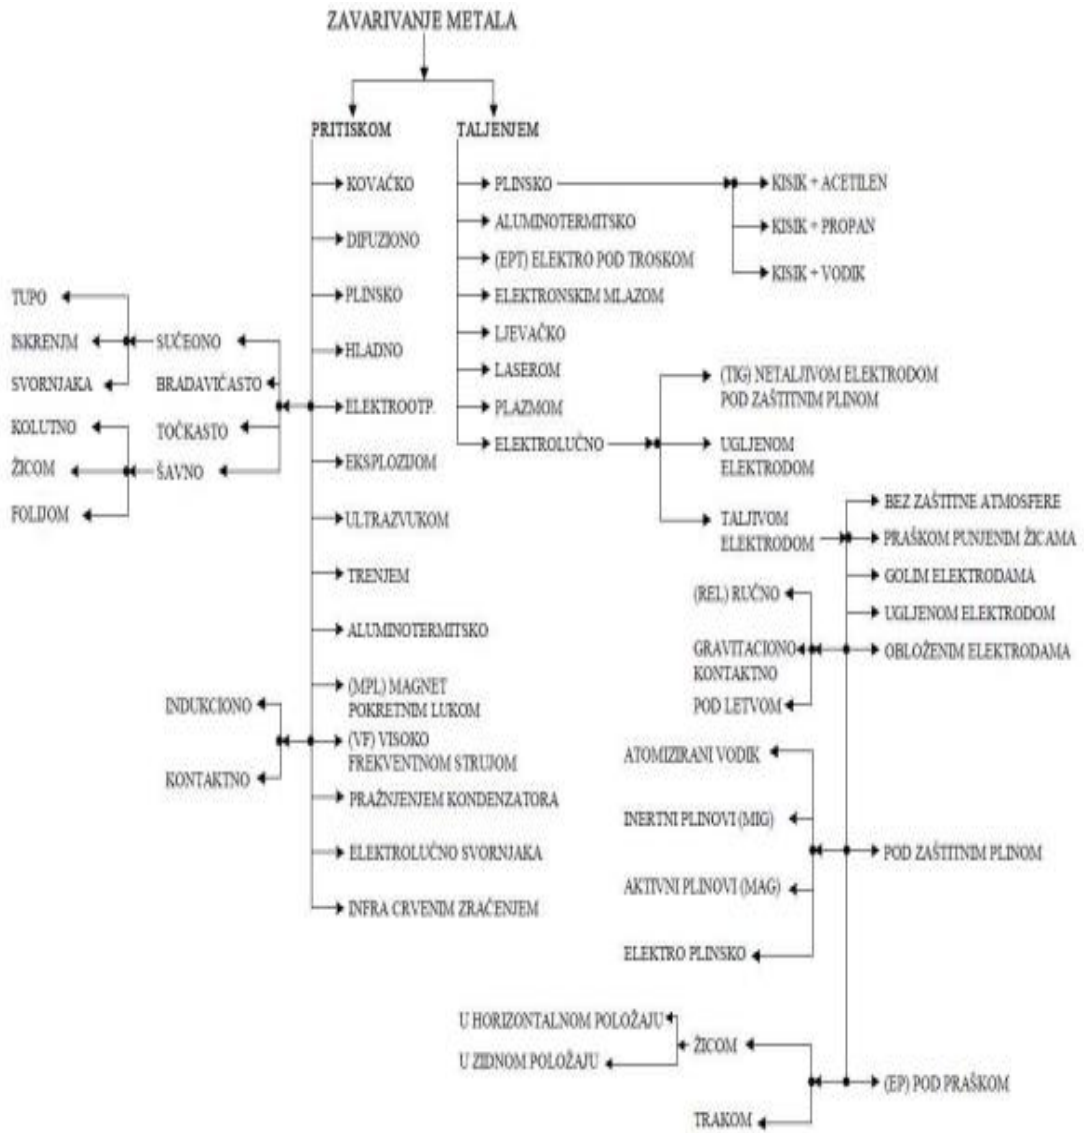 ZAVARIVANJE METALA
PRITISKOM
KOVAČKO
DIFUZIONO
PLINSKO
HLADNO
ELEKTROOTP.
EKSPLOZIJOM
ULTRAZVUKOM
TRENJEM
ALUMINOTERMITSKO
(MPL) MAGNET
POKRETNIM LUKOM
(VF) VISOKO
FREKVENTNOM STRUJOM
PRAŽNJENJEM KONDENZATORA
ELEKTROLUČNO SVORNJAKA
INFRA CRVENIM ZRAČENJEM
SUČEONO
BRADAVIČASTO
TOČKASTO
ŠAVNO
TUPO
ISKRENJM
SVORNJAKA
KOLUTNO
ŽICOM
FOLIJOM
INDUKCIONO
KONTAKTNO
TALJENJEM
PLINSKO
ALUMINOTERMITSKO
(EPT) ELEKTRO POD TROSKOM
ELEKTRONSKIM MLAZOM
LJEVAČKO
LASEROM
PLAZMOM
ELEKTROLUČNO
KISIK + ACETILEN
KISIK + PROPAN
KISIK + VODIK
(TIG) NETALJIVOM ELEKTRODOM
POD ZAŠTITNIM PLINOM
UGLJENOM
ELEKTRODOM
TALJIVOM
ELEKTRODOM
BEZ ZAŠTITNE ATMOSFERE
PRAŠKOM PUNJENIM ŽICAMA
GOLIM ELEKTRODAMA
UGLJENOM ELEKTRODOM
OBLOŽENIM ELEKTRODAMA
(REL) RUČNO
GRAVITACIONO
KONTAKTNO
POD LETVOM
POD ZAŠTITNIM PLINOM
ATOMIZIRANI VODIK
INERTNI PLINOVI (MIG)
AKTIVNI PLINOVI (MAG)
ELEKTRO PLINSKO
(EP) POD PRAŠKOM
ŽICOM
TRAKOM
U HORIZONTALNOM POLOŽAJU
U ZIDNOM POLOŽAJU